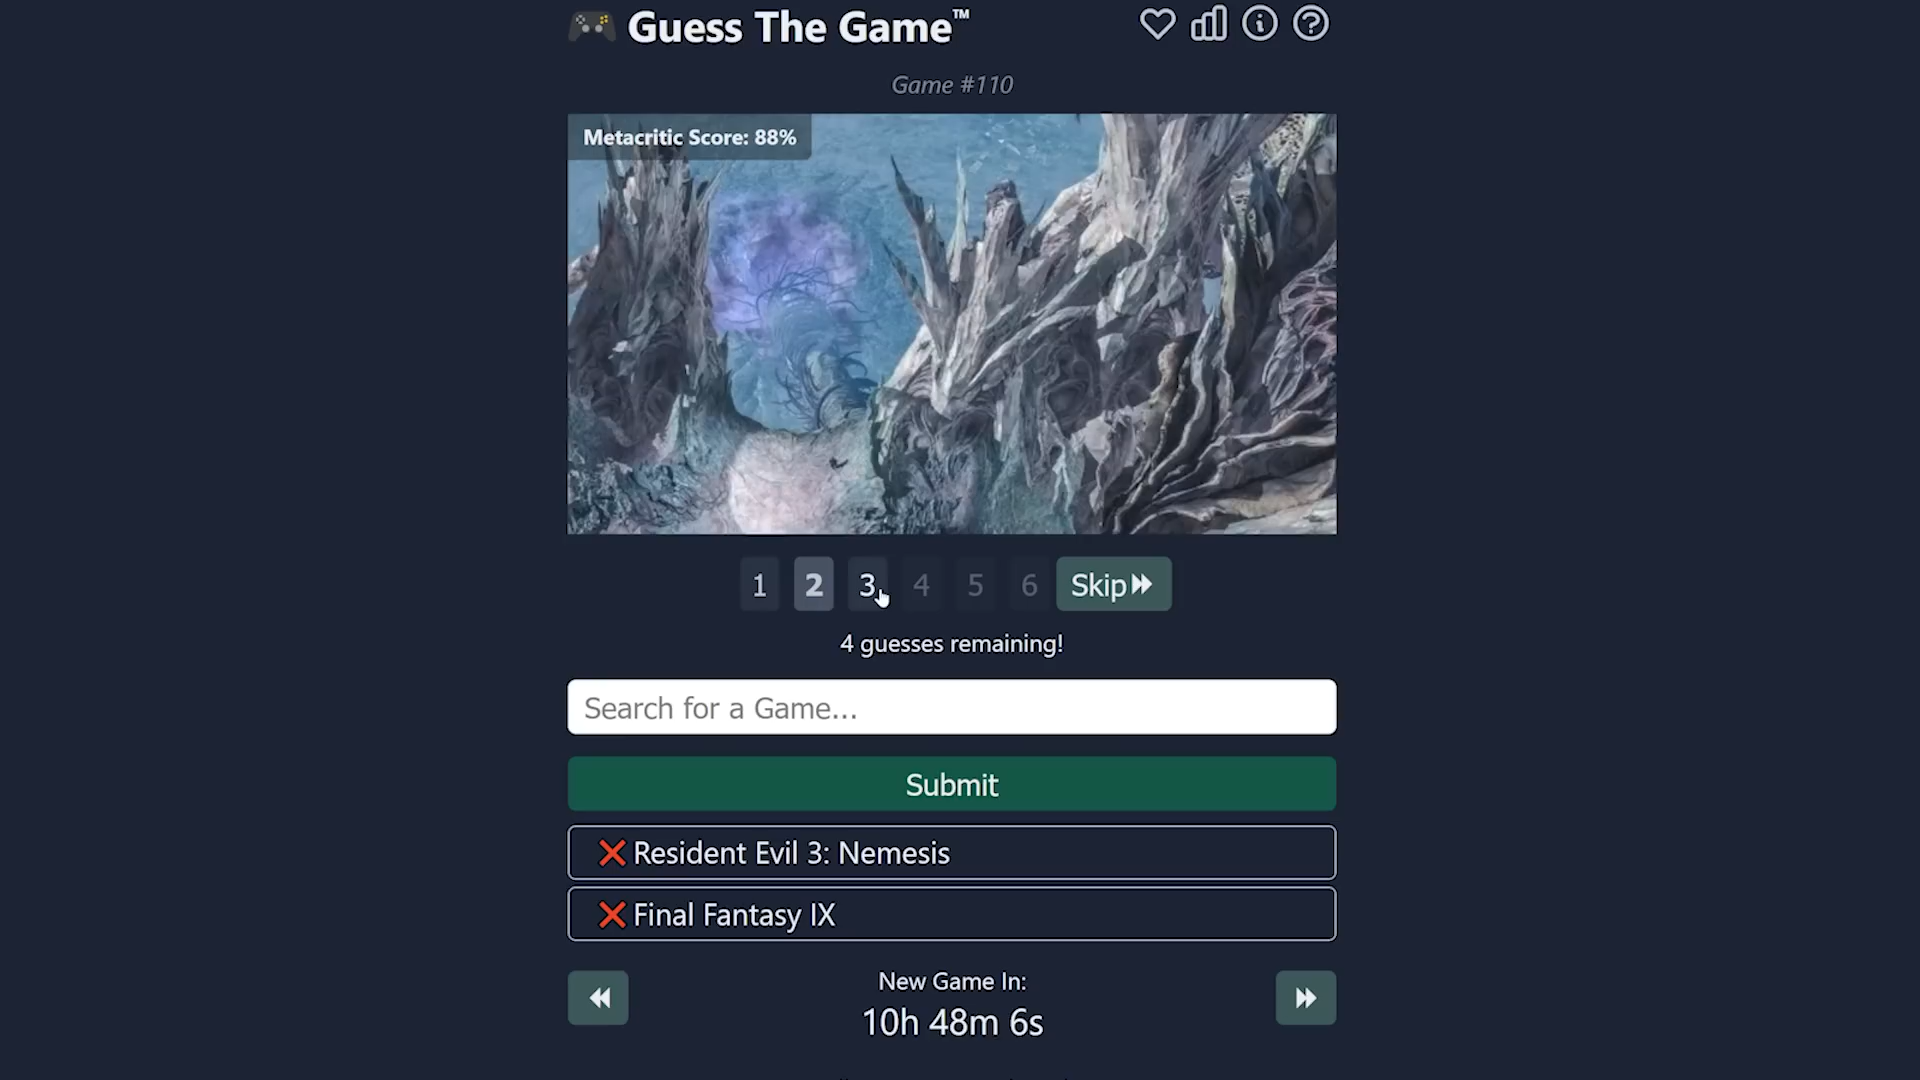 Guess The Game™
Game #110
Metacritic Score: 88%
1 2 3 4 5 6 Skip
4 guesses remaining!
Search for a Game...
Submit
Resident Evil 3: Nemesis
Final Fantasy IX
New Game In:
10h 48m 6s